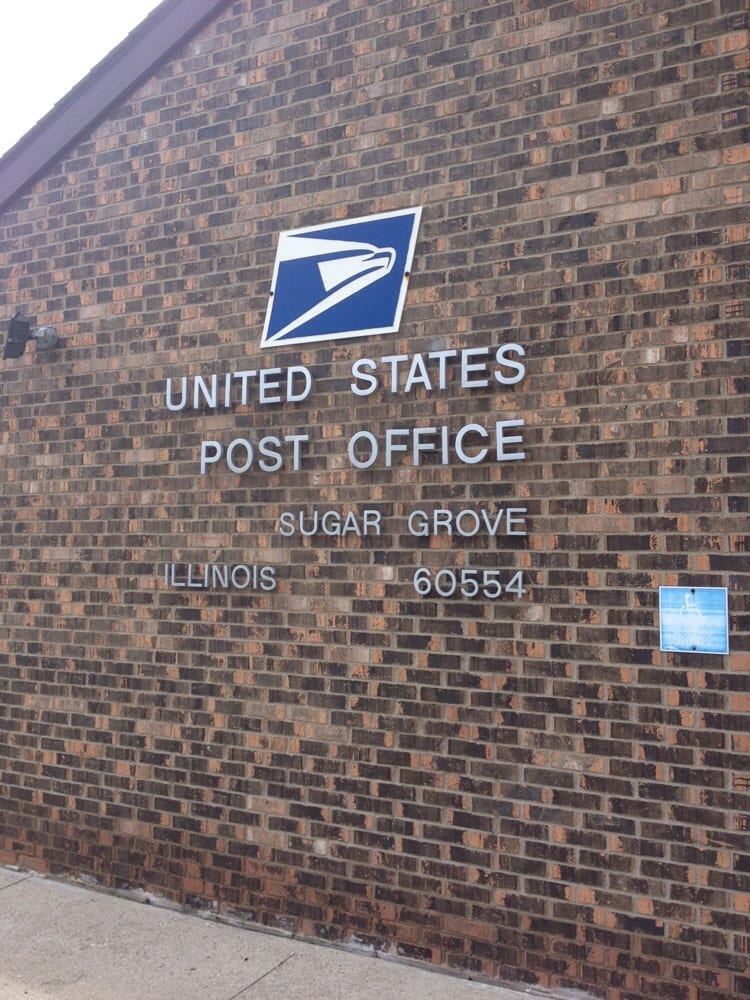 UNITED STATES
POST OFFICE
SUGAR GROVE
ILLINOIS 60554